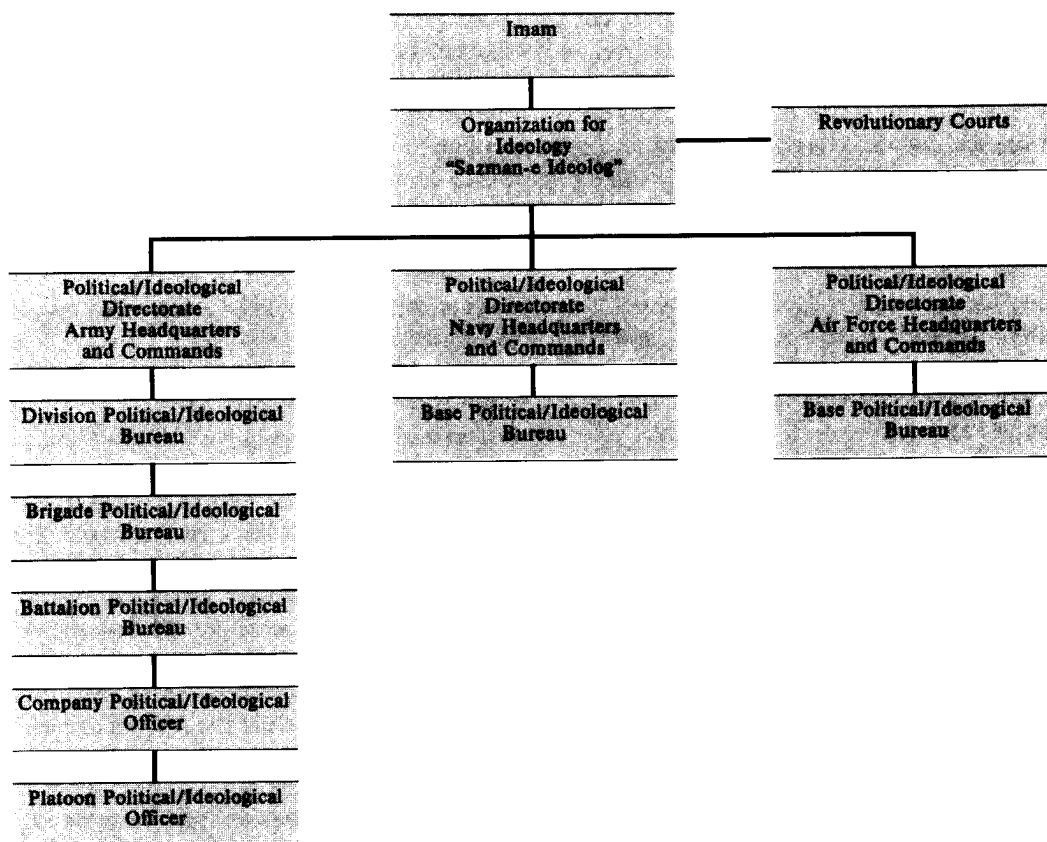 Imam
Organization for
Ideology
"Sazman-e Ideolog"
Revolutionary Courts
Political/Ideological
Directorate
Army Headquarters
and Commands
Political/Ideological
Directorate
Navy Headquarters
and Commands
Political/Ideological
Directorate
Air Force Headquarters
and Commands
Division Political/Ideological
Bureau
Base Political/Ideological
Bureau
Base Political/Ideological
Bureau
Brigade Political/Ideological
Bureau
Battalion Political/Ideological
Bureau
Company Political/Ideological
Officer
Platoon Political/Ideological
Officer